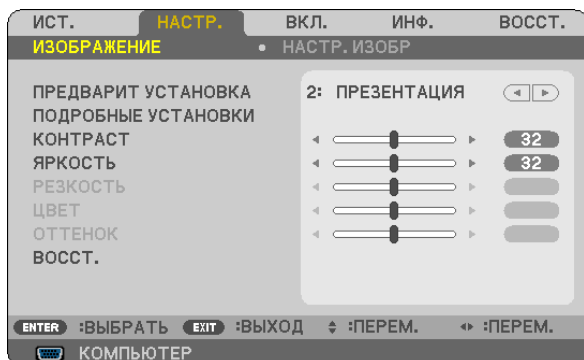 ИСТ. НАСТР. ВКЛ. ИНФ. ВОССТ.
ИЗОБРАЖЕНИЕ • НАСТР. ИЗОБР
ПРЕДВАРИТ УСТАНОВКА 2: ПРЕЗЕНТАЦИЯ
ПОДРОБНЫЕ УСТАНОВКИ
КОНТРАСТ 32
ЯРКОСТЬ 32
РЕЗКОСТЬ
ЦВЕТ
ОТТЕНОК
ВОССТ.
ENTER :ВЫБРАТЬ EXIT :ВЫХОД :ПЕРЕМ. :ПЕРЕМ.
КОМПЬЮТЕР